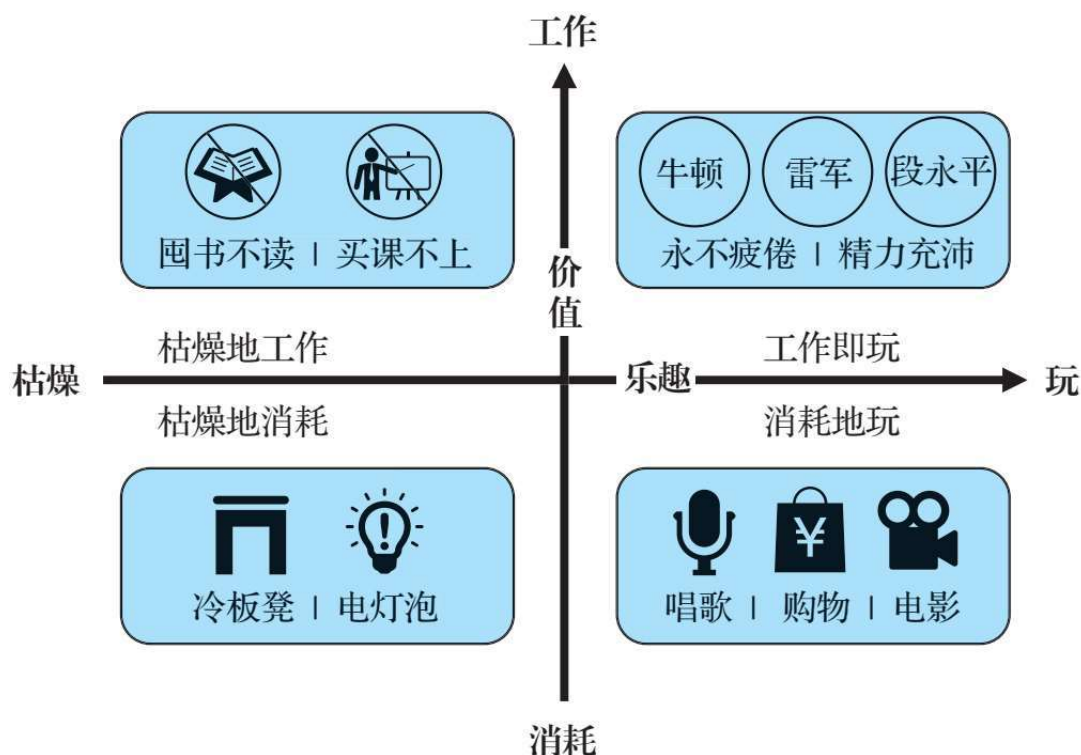 工作
牛顿 雷军 段永平
囤书不读 | 买课不上
永不疲倦 | 精力充沛
价值
枯燥地工作
工作即玩
枯燥
乐趣
玩
枯燥地消耗
消耗地玩
¥
冷板凳 | 电灯泡
唱歌 | 购物 | 电影
消耗